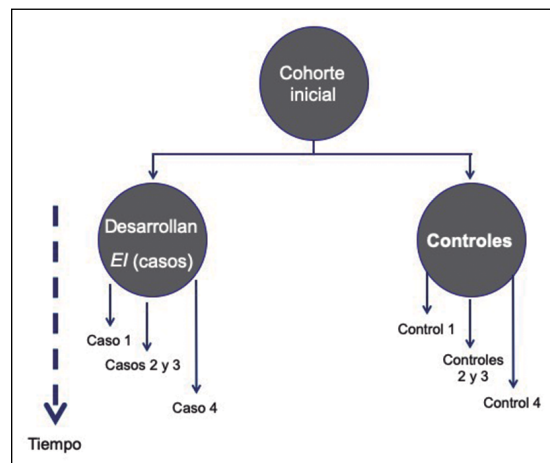 Cohorte
inicial
Desarrollan
EI (casos)
Controles
Caso 1
Casos 2 y 3
Caso 4
Control 1
Controles
2 y 3
Control 4
Tiempo